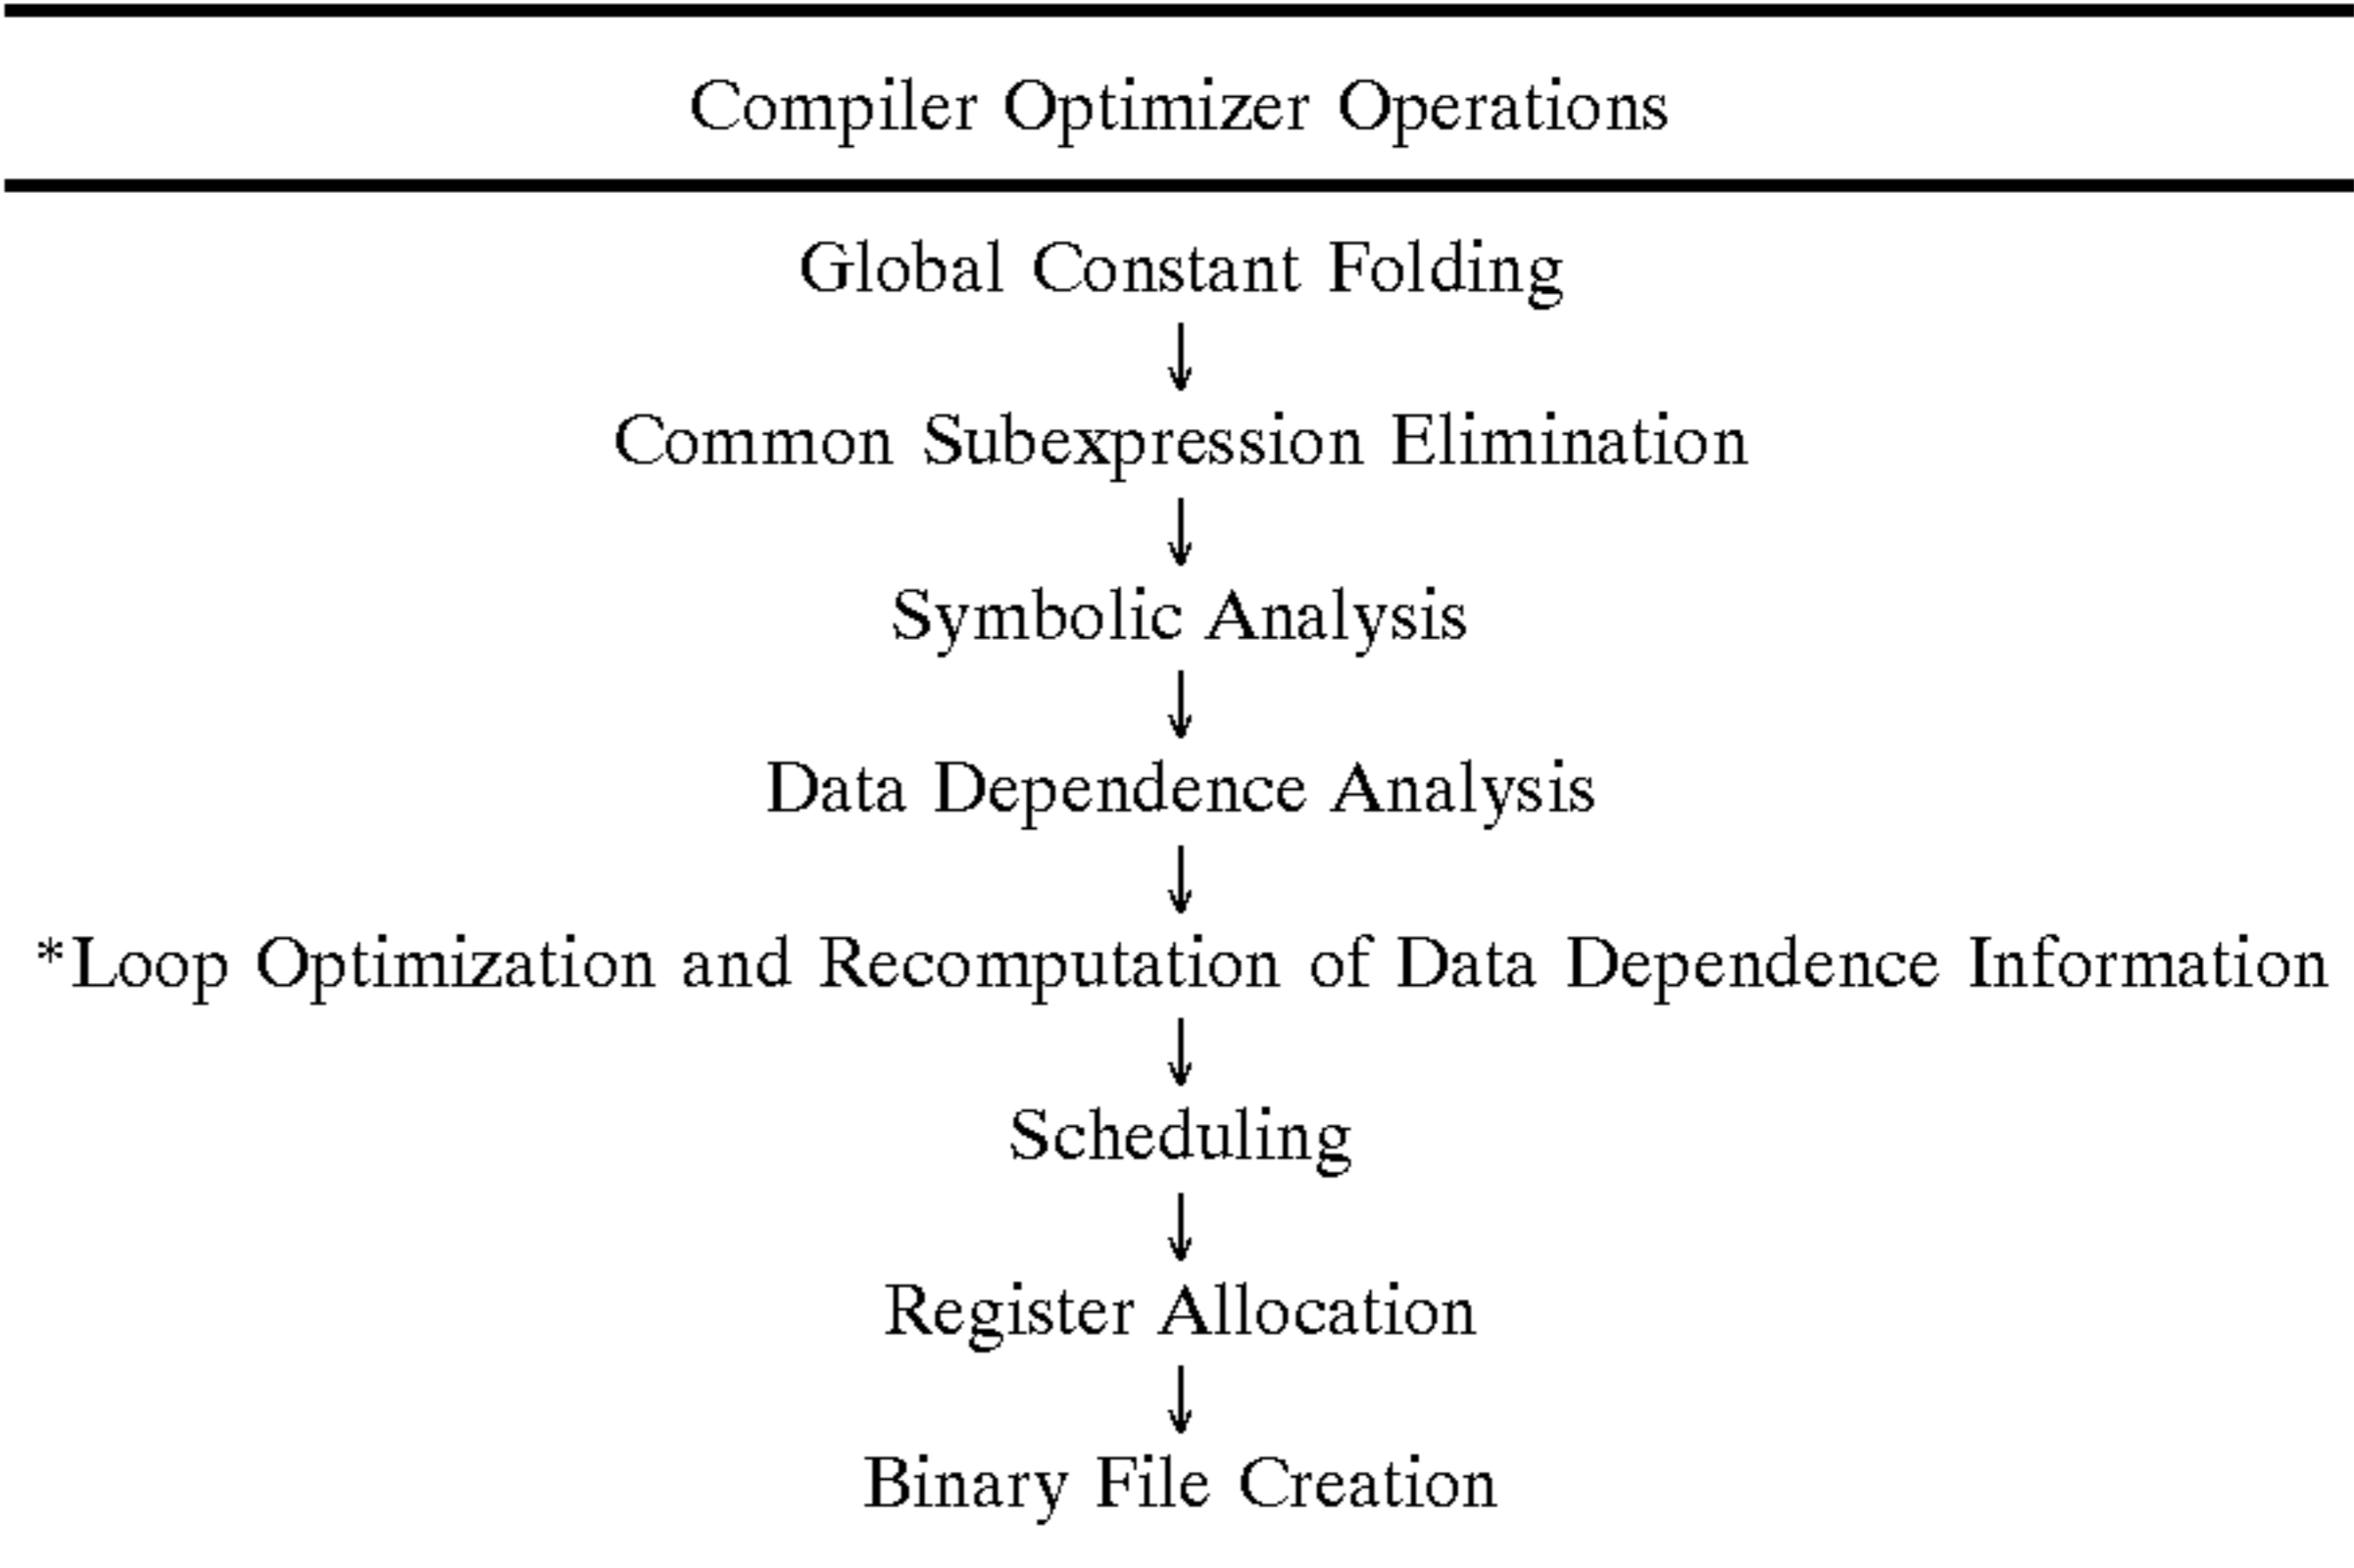 Compiler Optimizer Operations
Global Constant Folding
↓
Common Subexpression Elimination
↓
Symbolic Analysis
↓
Data Dependence Analysis
↓
*Loop Optimization and Recomputation of Data Dependence Information
↓
Scheduling
↓
Register Allocation
↓
Binary File Creation